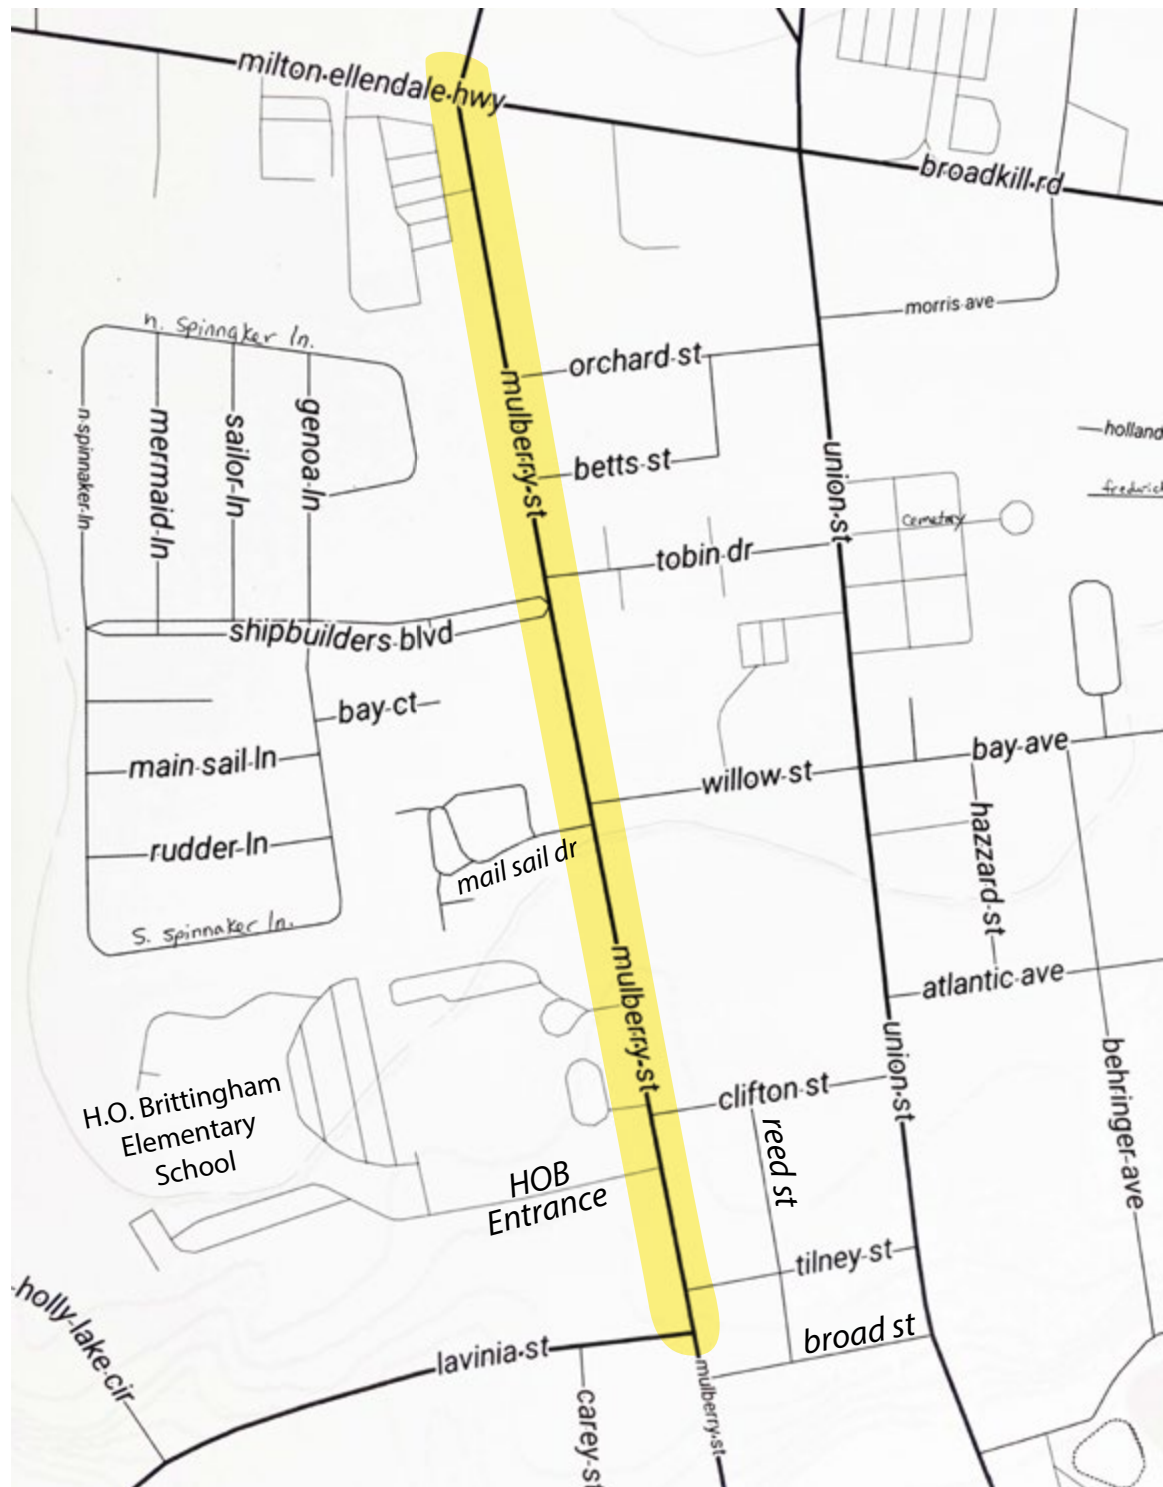 milton ellendale hwy
broadkill rd
morris ave
n. Spinnaker ln.
orchard st
mulberry st
n spinnaker ln
mermaid ln
sailor ln
genoa ln
betts st
union st
holland
fredrick
Cemetery
tobin dr
shipbuilders blvd
bay ct
main sail ln
willow st
bay ave
hazzard st
rudder ln
mail sail dr
S. spinnaker ln.
mulberry st
atlantic ave
union st
behringer ave
clifton st
H.O. Brittingham
Elementary
School
reed st
HOB
Entrance
tilney st
holly lake cir
broad st
lavinia st
mulberry st
carey st